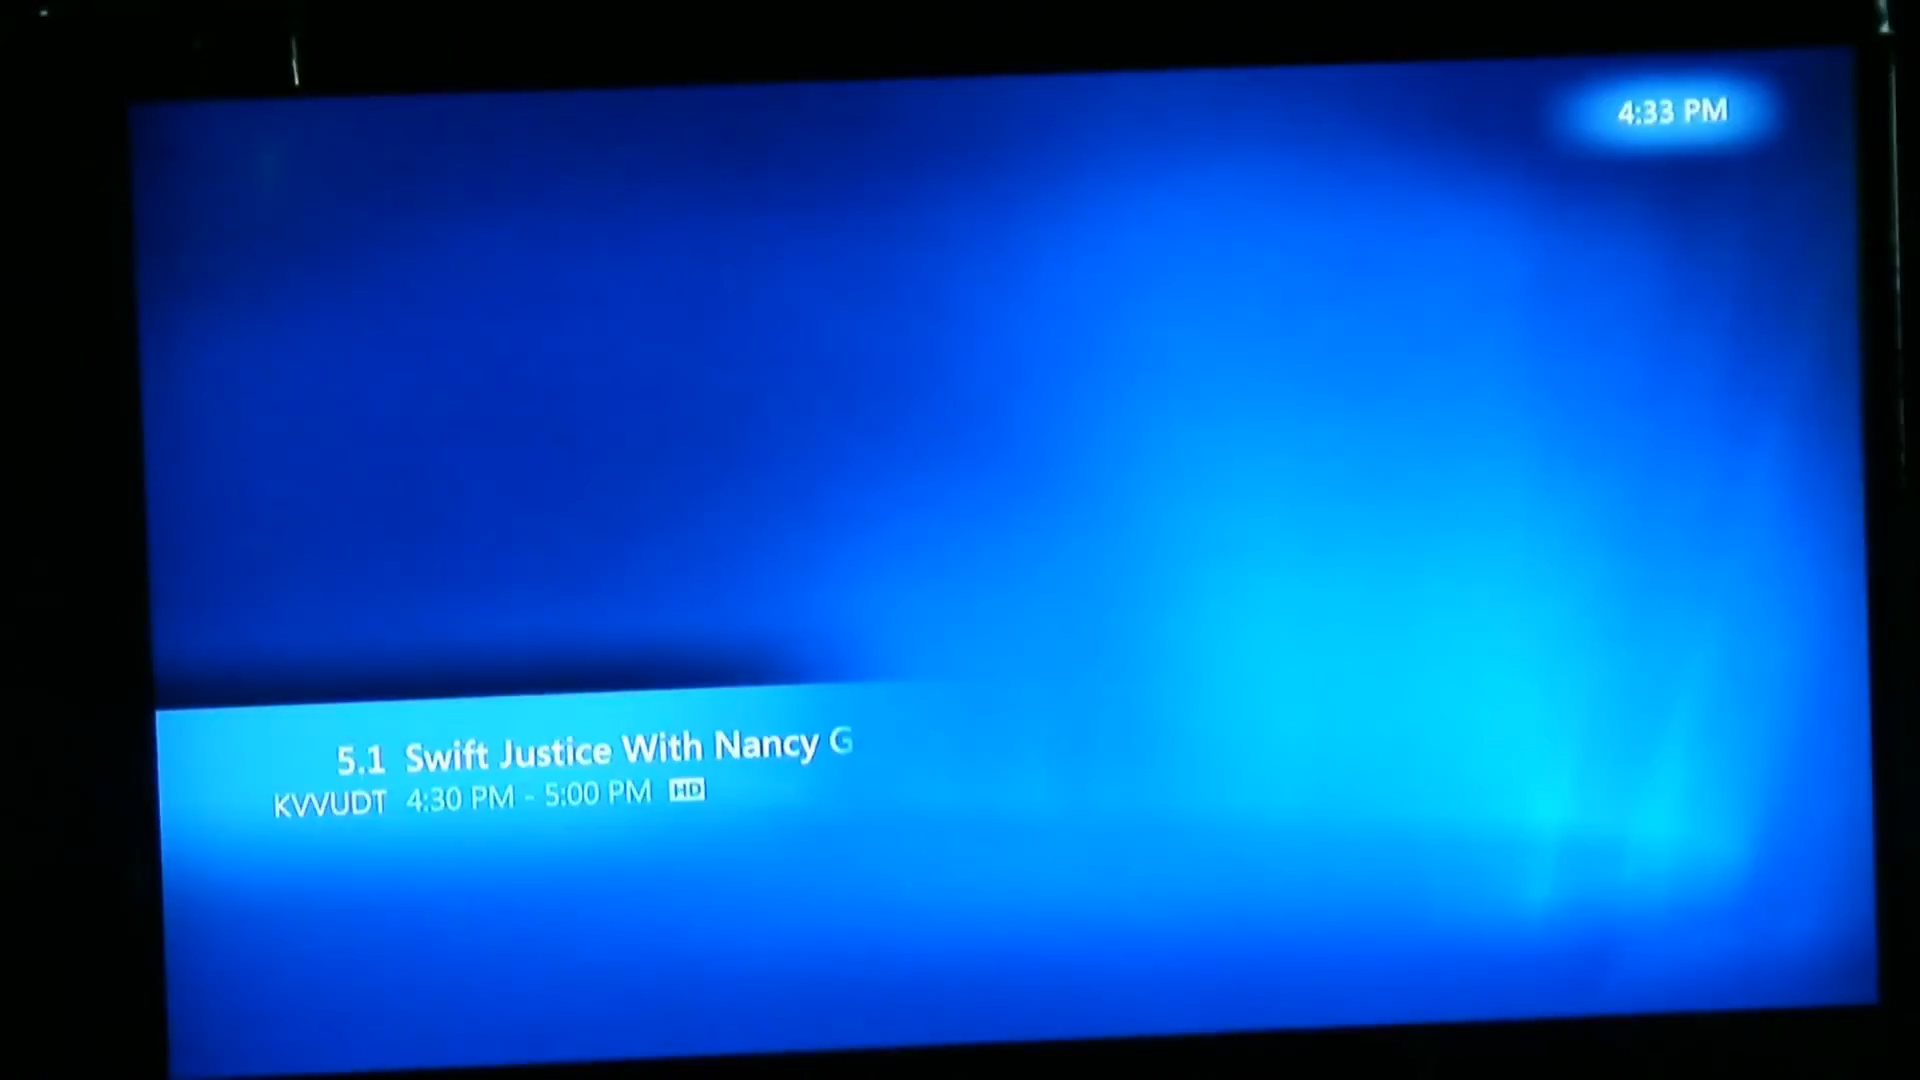 4:33 PM
5.1 Swift Justice With Nancy G
KVVUDT 4:30 PM - 5:00 PM HD